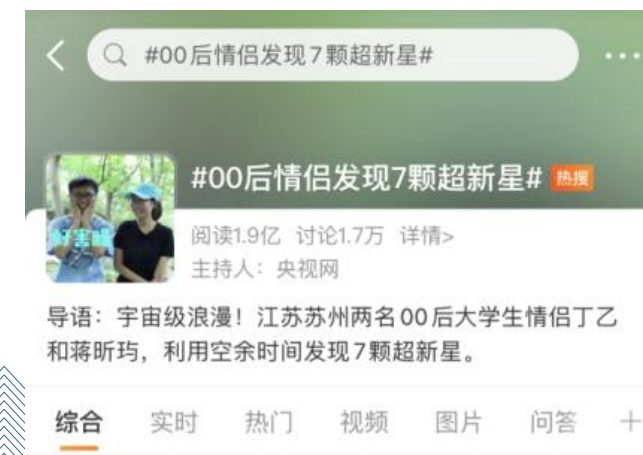 #00后情侣发现7颗超新星#
#00后情侣发现7颗超新星# 热搜
好害羞
阅读1.9亿 讨论1.7万 详情>
主持人：央视网
导语：宇宙级浪漫！江苏苏州两名00后大学生情侣丁乙
和蒋昕玙，利用空余时间发现7颗超新星。
综合 实时 热门 视频 图片 问答